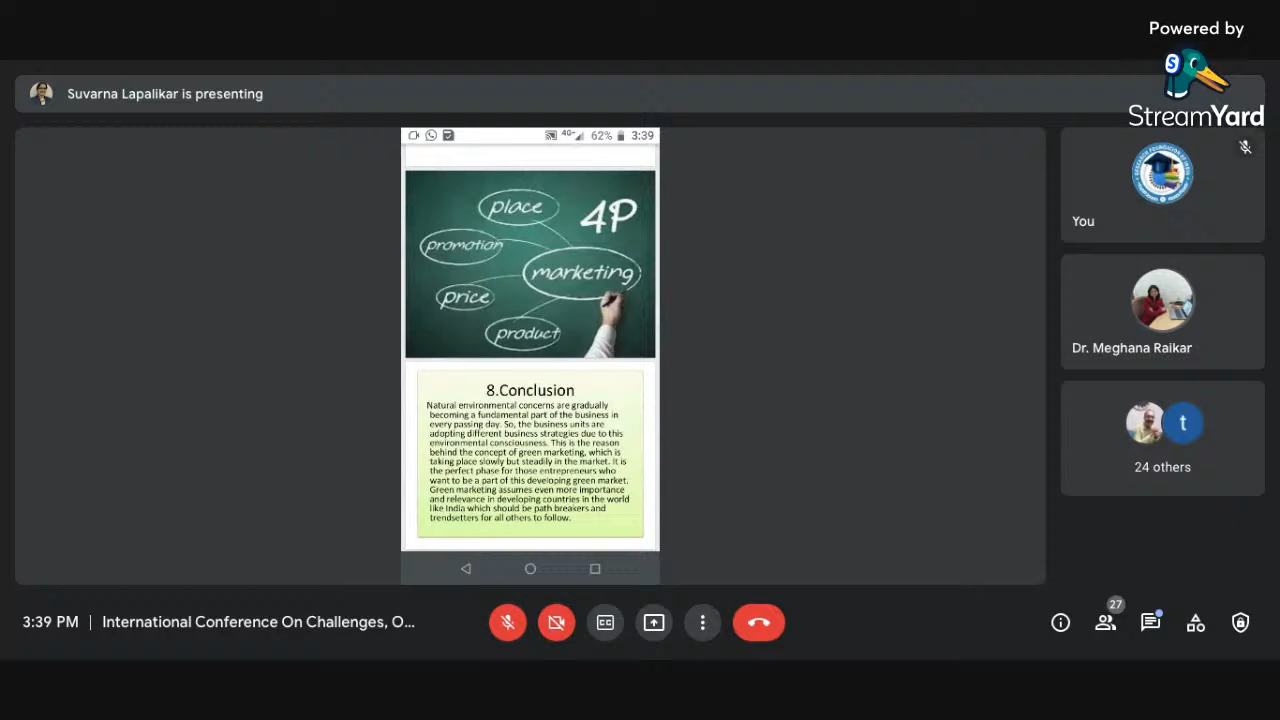 Powered by
StreamYard
Suvarna Lapalikar is presenting
4G+ 62% 3:39
place
4P
promotion
marketing
price
product
8.Conclusion
Natural environmental concerns are gradually
becoming a fundamental part of the business in
every passing day. So, the business units are
adopting different business strategies due to this
environmental consciousness. This is the reason
behind the concept of green marketing, which is
taking place slowly but steadily in the market. It is
the perfect phase for those entrepreneurs who
want to be a part of this developing green market.
Green marketing assumes even more importance
and relevance in developing countries in the world
like India which should be path breakers and
trendsetters for all others to follow.
You
Dr. Meghana Raikar
t
24 others
3:39 PM | International Conference On Challenges, O...
CC
27